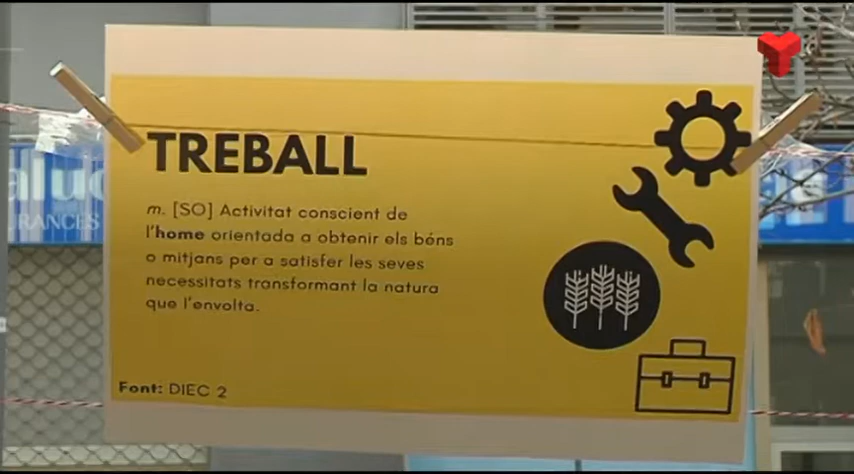 TREBALL
m. [SO] Activitat conscient de
l'home orientada a obtenir els béns
o mitjans per a satisfer les seves
necessitats transformant la natura
que l'envolta.
Font: DIEC 2